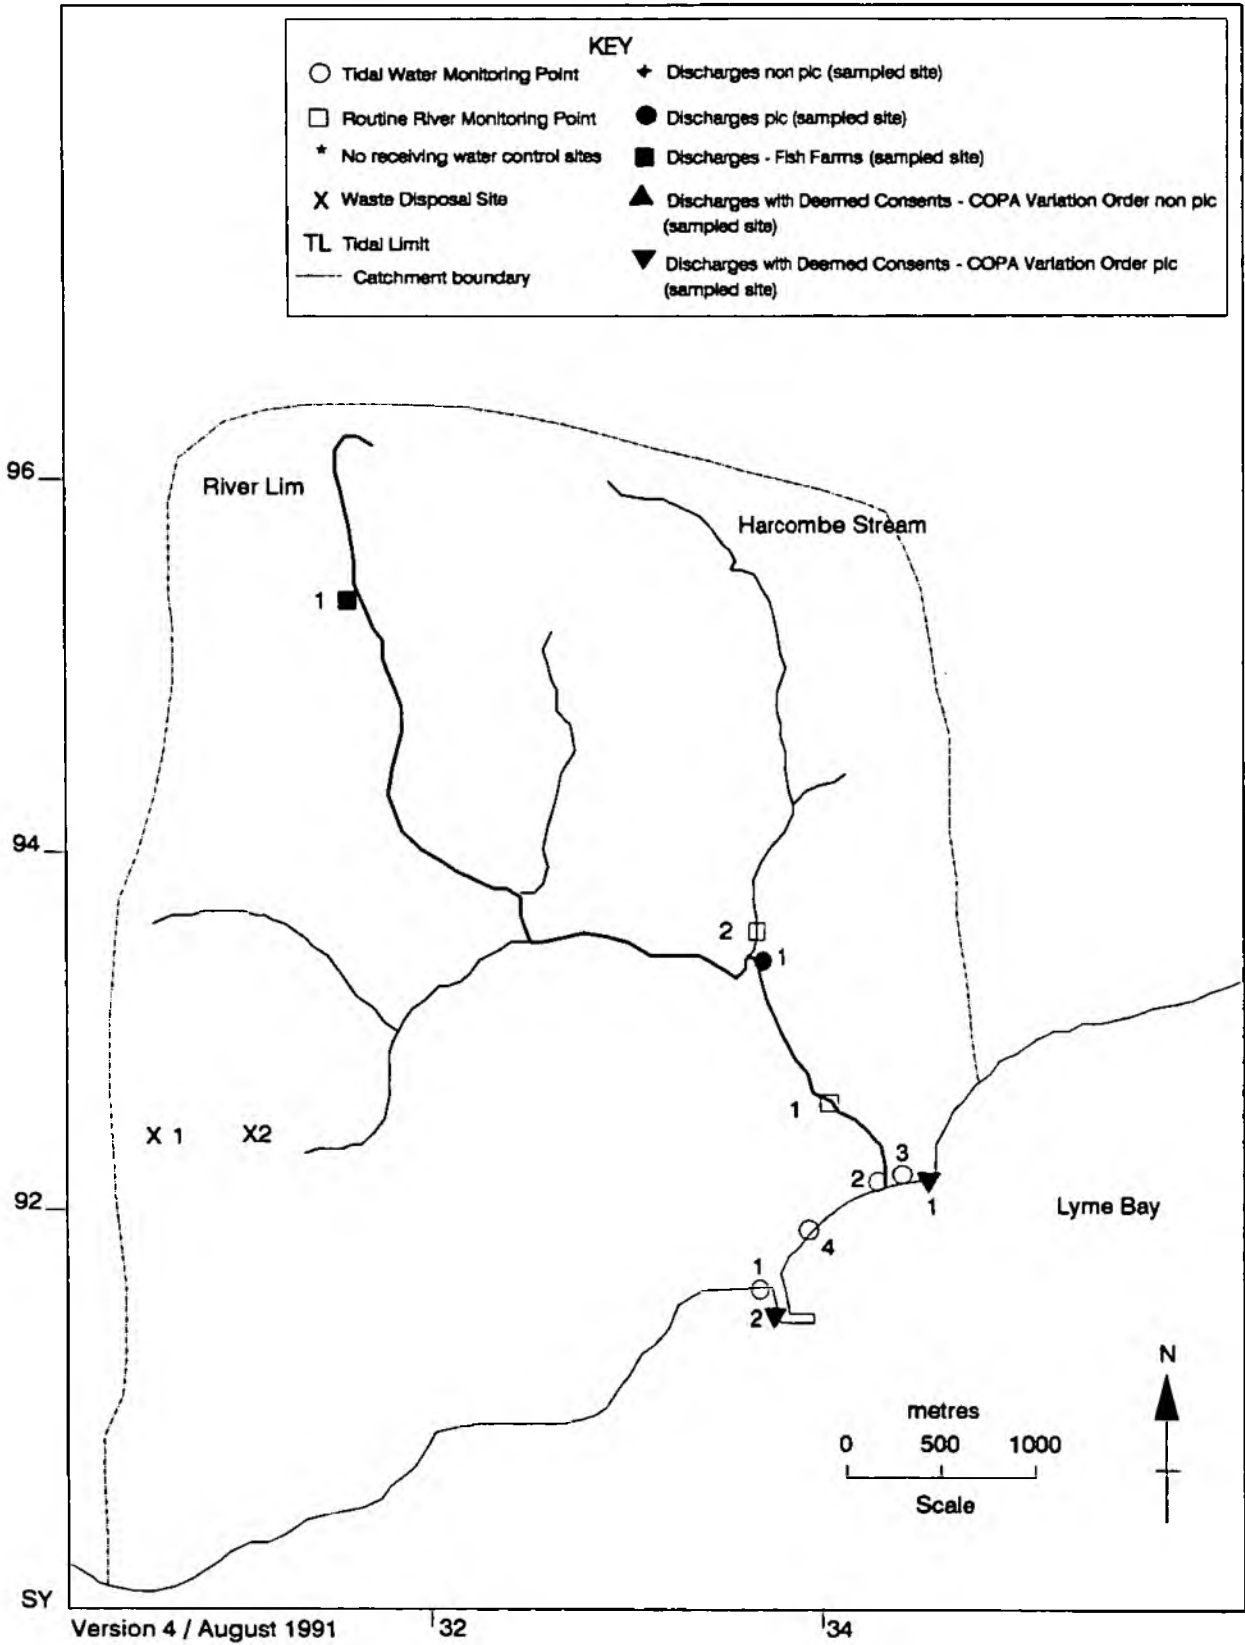 KEY
Tidal Water Monitoring Point
Routine River Monitoring Point
* No receiving water control sites
X Waste Disposal Site
TL Tidal Limit
Catchment boundary
Discharges non plc (sampled site)
Discharges plc (sampled site)
Discharges - Fish Farms (sampled site)
Discharges with Deemed Consents - COPA Variation Order non plc
(sampled site)
Discharges with Deemed Consents - COPA Variation Order plc
(sampled site)
96
River Lim
Harcombe Stream
1
94
2
1
X 1
X2
1
3
2
92
1
Lyme Bay
4
1
2
N
metres
0 500 1000
Scale
SY
Version 4 / August 1991
32
34